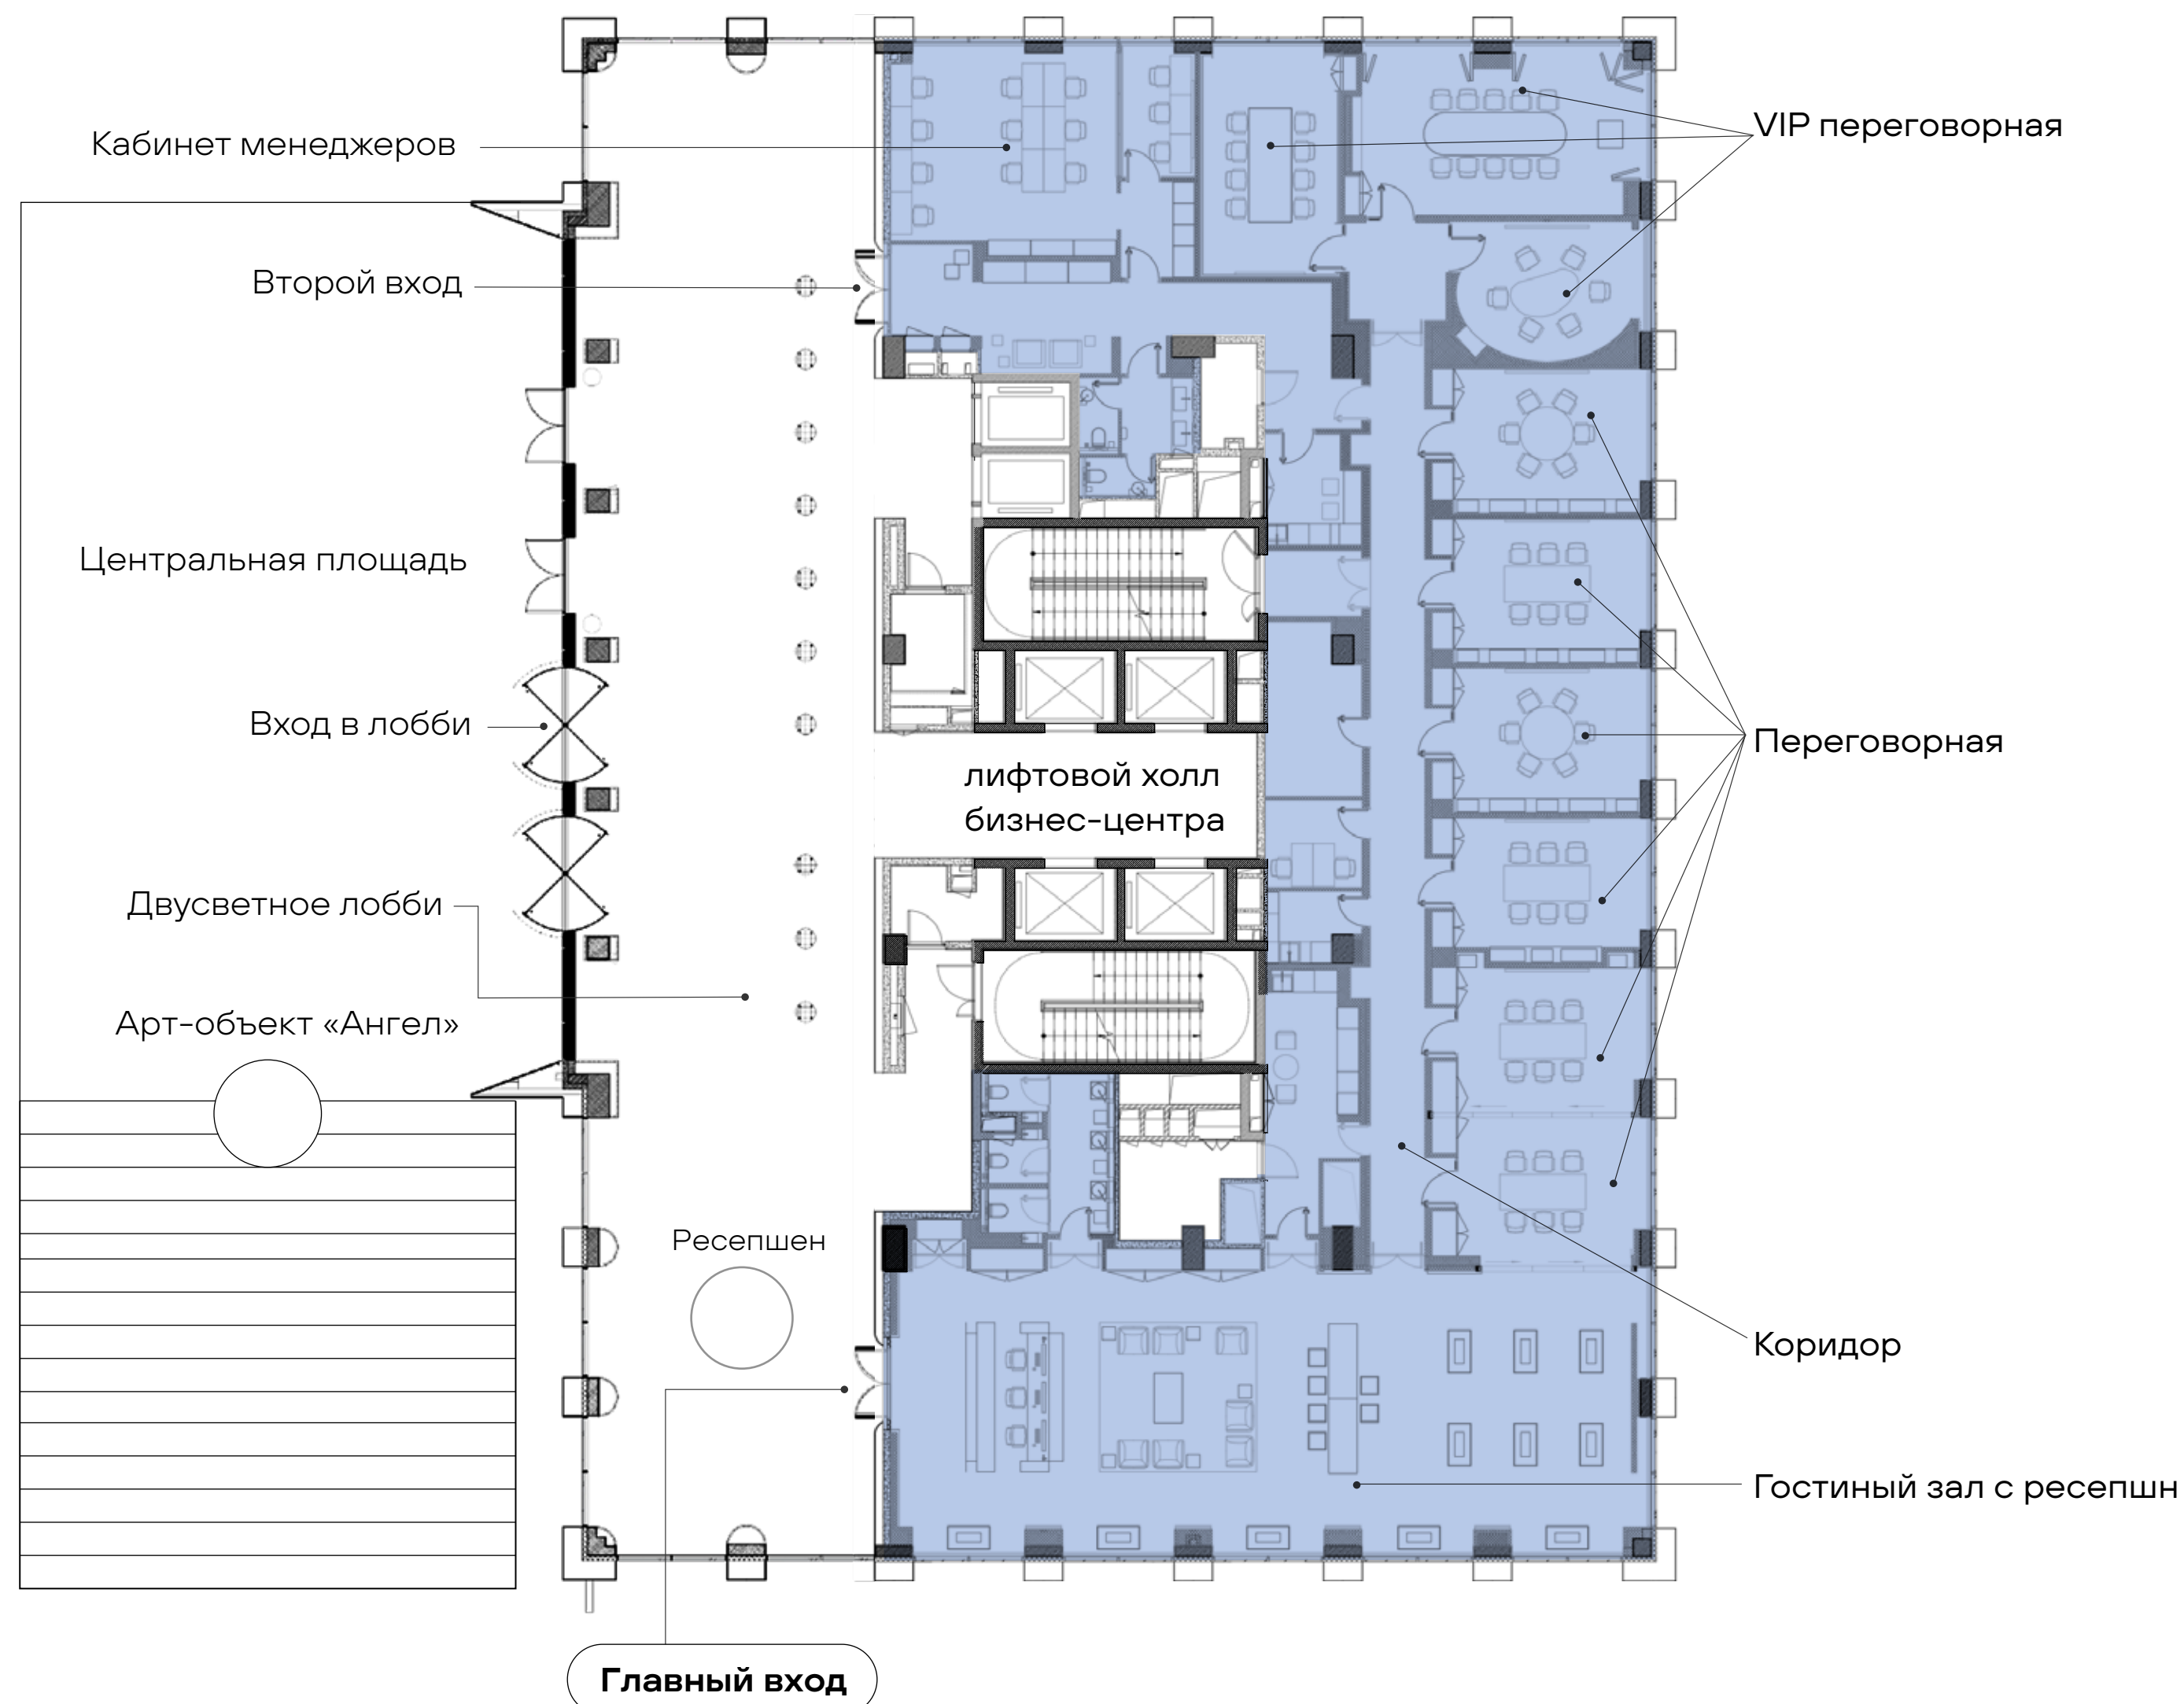 VIP переговорная
Кабинет менеджеров
Второй вход
Центральная площадь
Вход в лобби
Переговорная
лифтовой холл
бизнес-центра
Двусветное лобби
Арт-объект «Ангел»
Ресепшен
Коридор
Гостиный зал с ресепшн
Главный вход